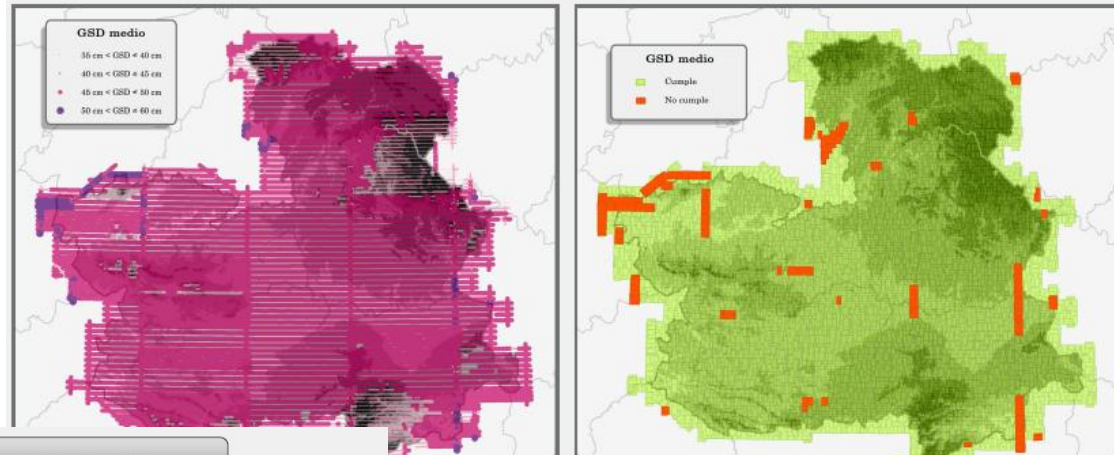 GSD medio
35 cm < GSD ≤ 40 cm
40 cm < GSD ≤ 45 cm
45 cm < GSD ≤ 50 cm
50 cm < GSD ≤ 60 cm
GSD medio
Cumple
No cumple